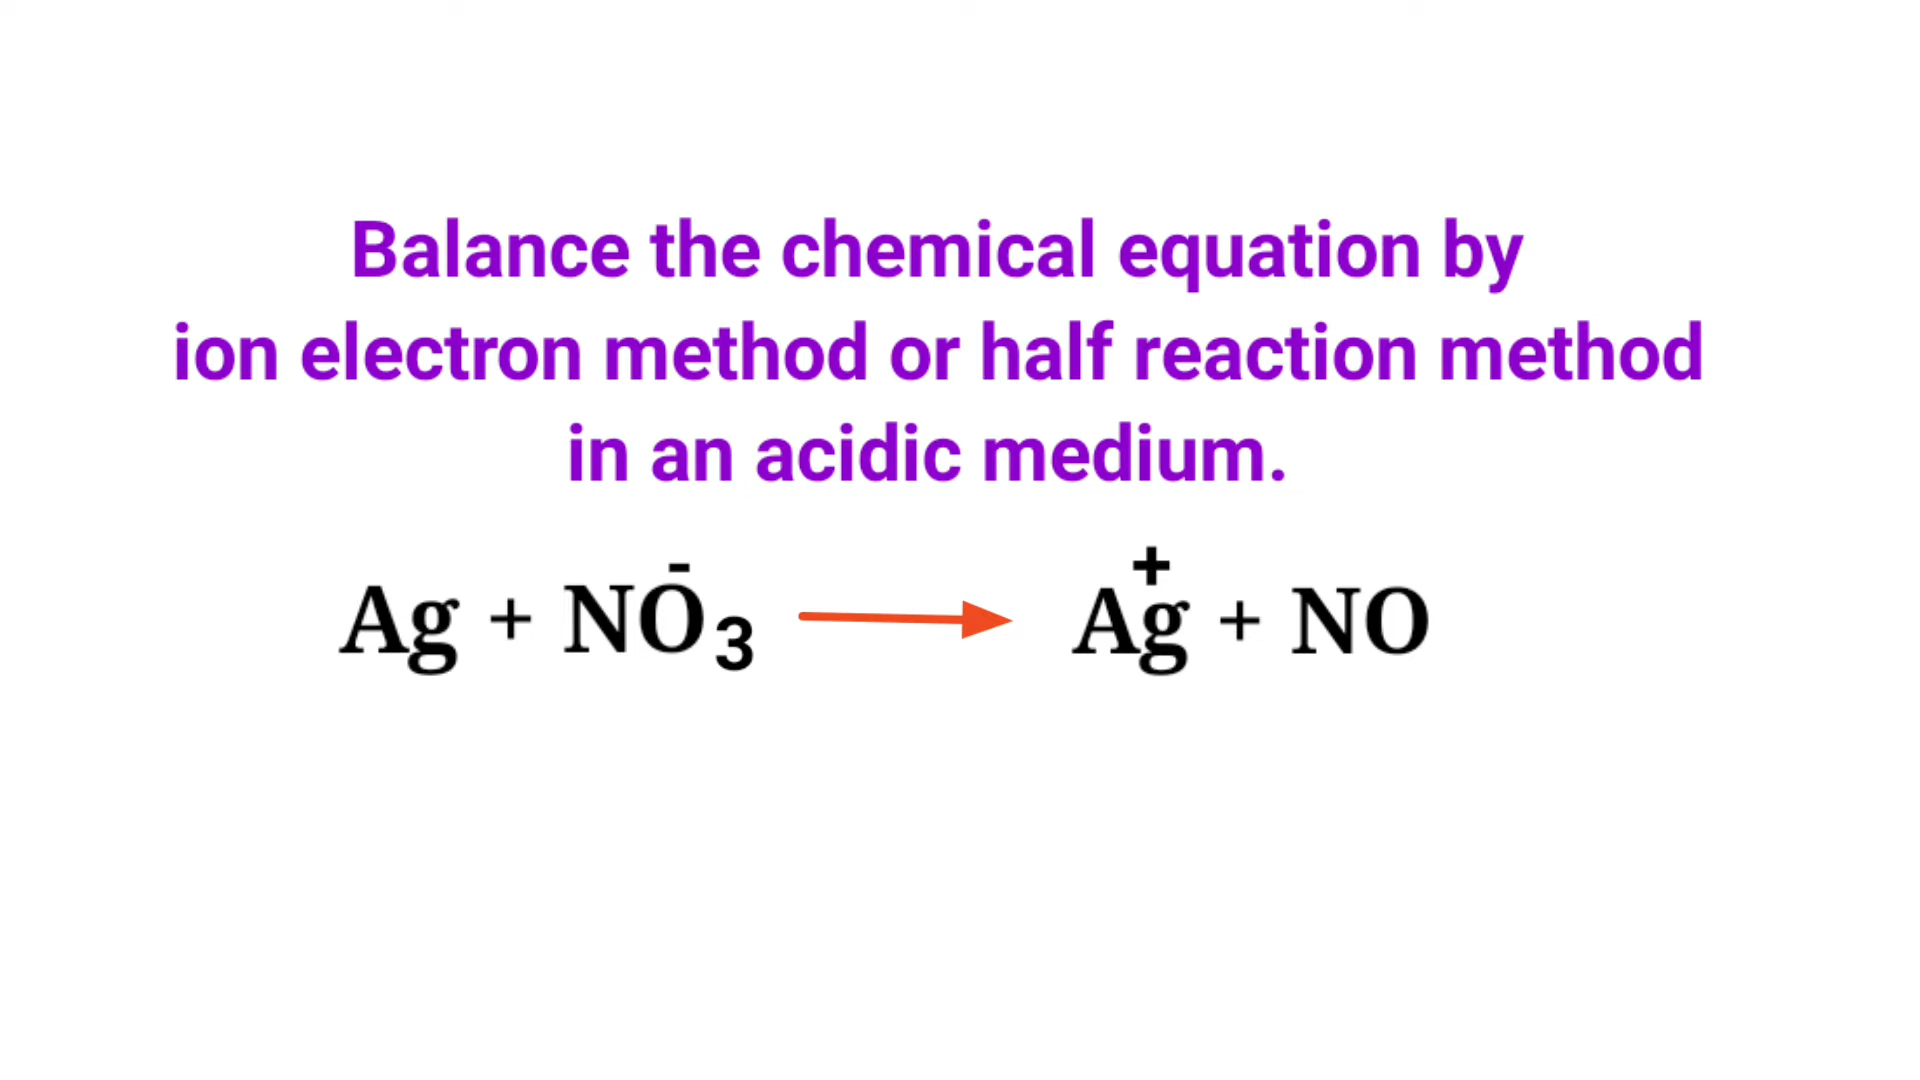 Balance the chemical equation by
ion electron method or half reaction method
in an acidic medium.
Ag + NO₃⁻ → Ag⁺ + NO